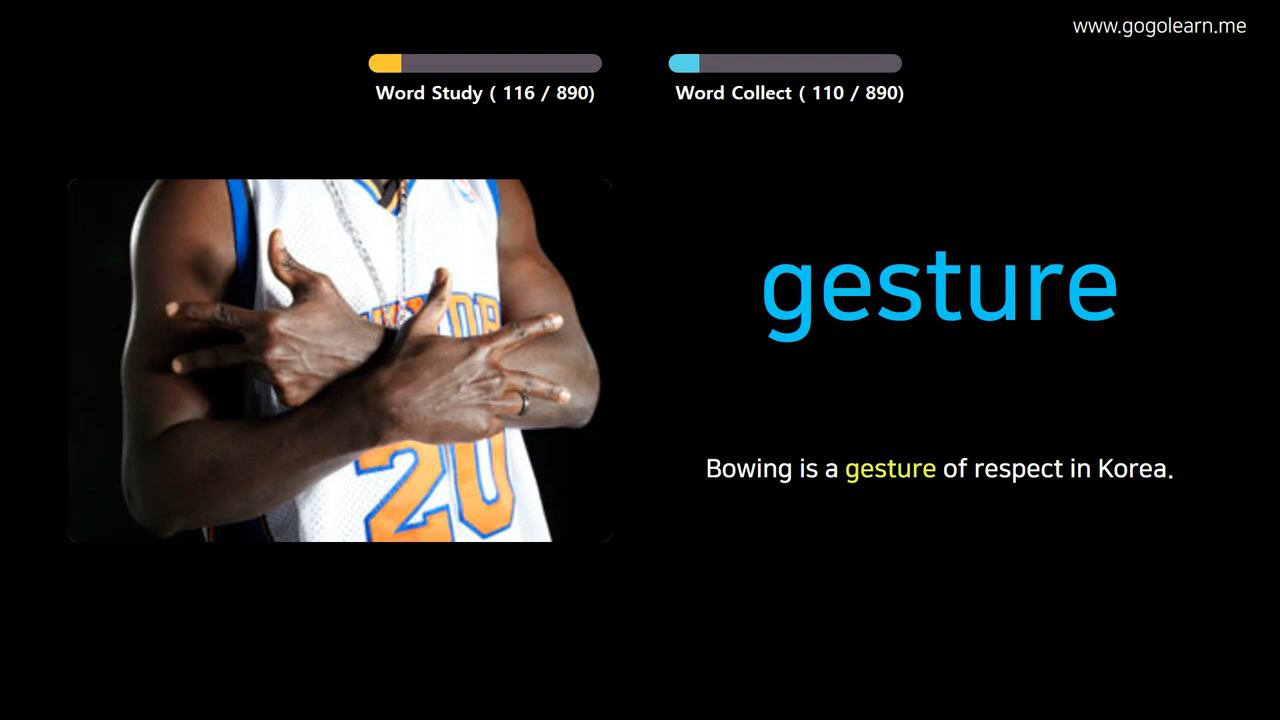 www.gogolearn.me
Word Study ( 116 / 890)
Word Collect ( 110 / 890)
gesture
20
Bowing is a gesture of respect in Korea.